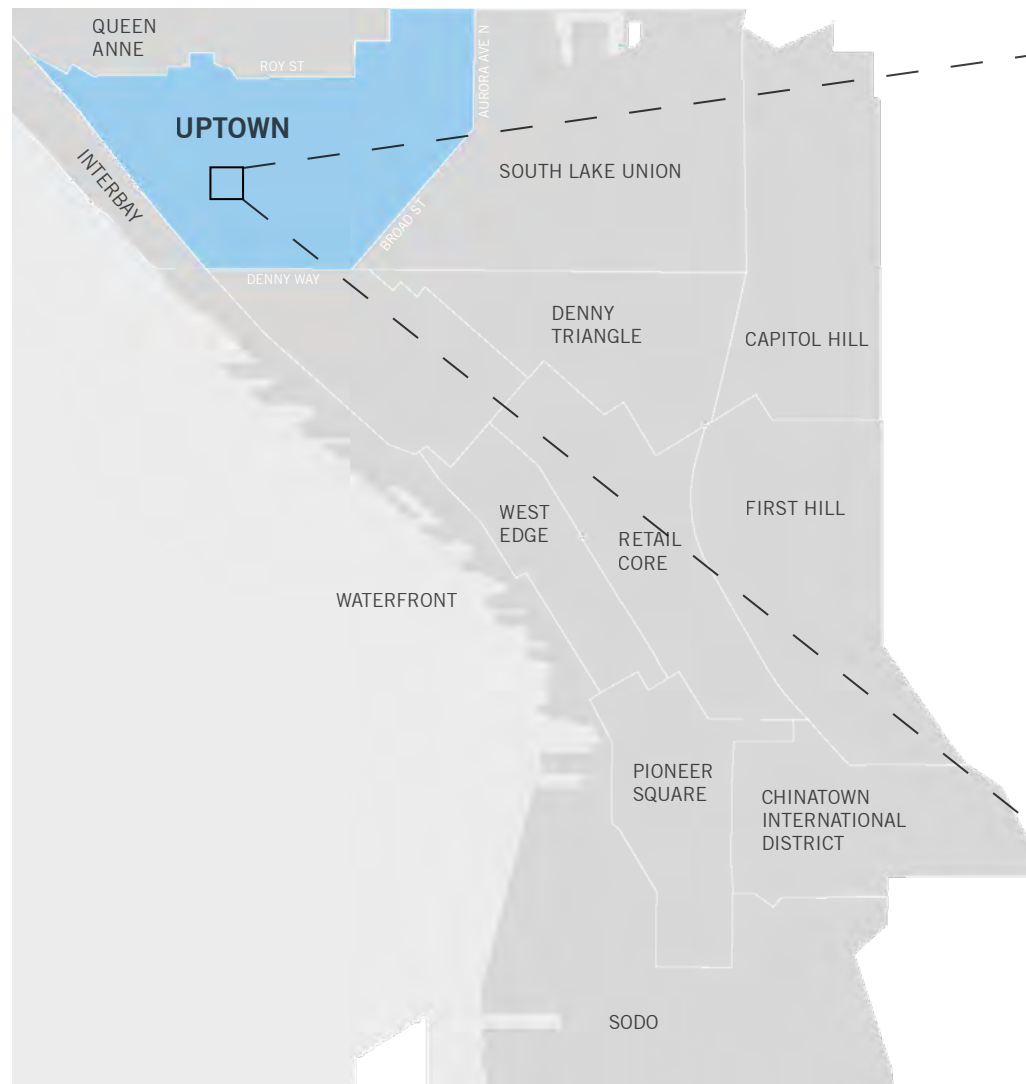 QUEEN
ANNE
ROY ST
AURORA AVE N
UPTOWN
INTERBAY
SOUTH LAKE UNION
BROAD ST
DENNY WAY
DENNY
TRIANGLE
CAPITOL HILL
WEST
EDGE
FIRST HILL
RETAIL
CORE
WATERFRONT
PIONEER
SQUARE
CHINATOWN
INTERNATIONAL
DISTRICT
SODO